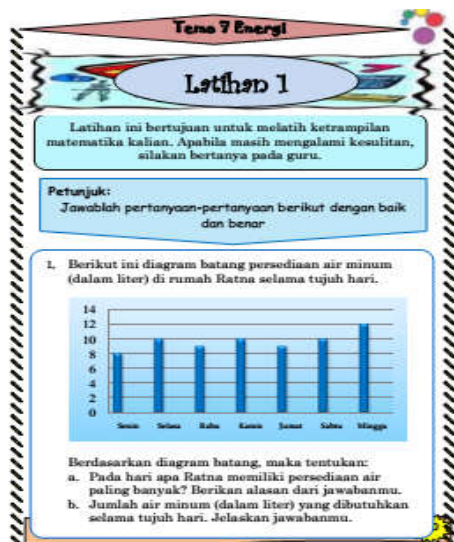 Tema 7 Energi
Latihan 1
Latihan ini bertujuan untuk melatih ketrampilan
matematika kalian. Apabila masih mengalami kesulitan,
silakan bertanya pada guru.
Petunjuk:
Jawablah pertanyaan-pertanyaan berikut dengan baik
dan benar
1. Berikut ini diagram batang persediaan air minum
(dalam liter) di rumah Ratna selama tujuh hari.
14
12
10
8
6
4
2
0
Senin Selasa Rabu Kamis Jumat Sabtu Minggu
Berdasarkan diagram batang, maka tentukan:
a. Pada hari apa Ratna memiliki persediaan air
paling banyak? Berikan alasan dari jawabanmu.
b. Jumlah air minum (dalam liter) yang dibutuhkan
selama tujuh hari. Jelaskan jawabanmu.